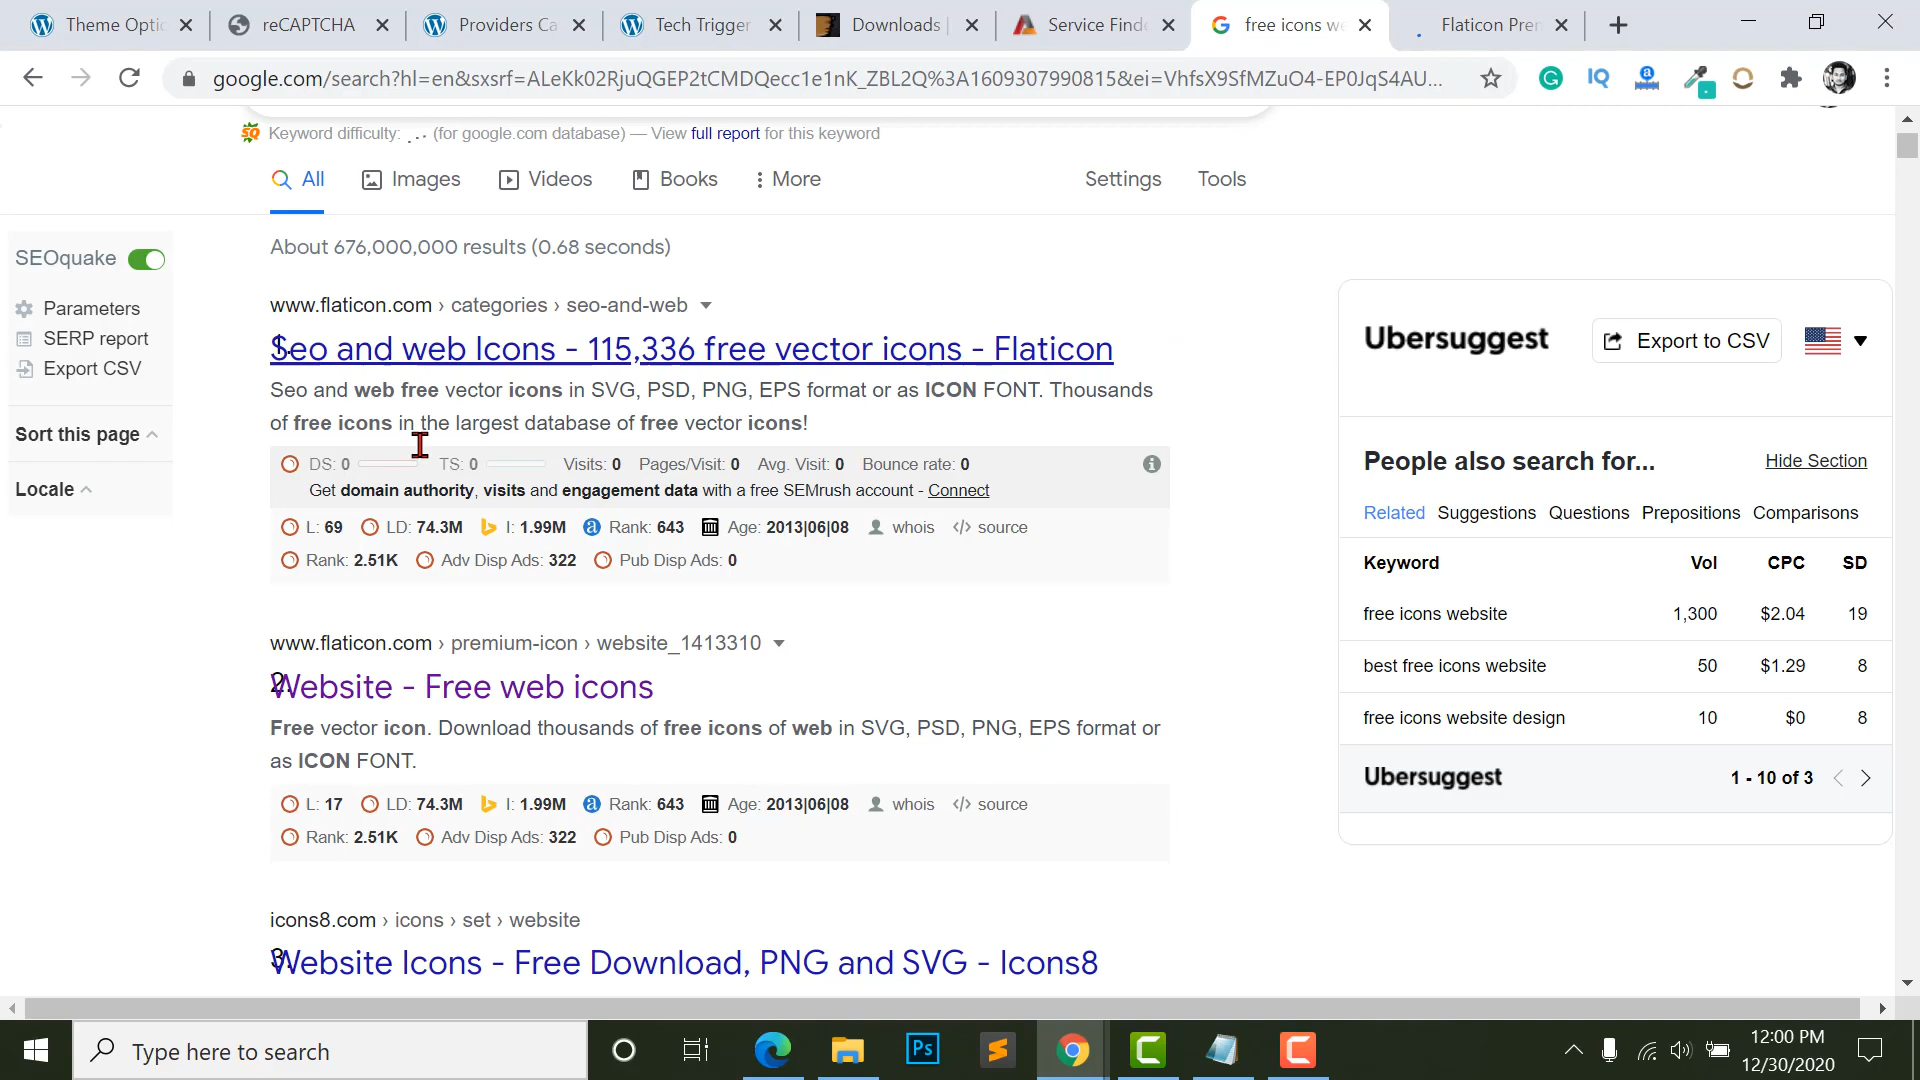 Theme Optio
reCAPTCHA
Providers Ca
Tech Trigger
Downloads |
Service Finde
free icons we
Flaticon Prem
google.com/search?hl=en&sxsrf=ALeKk02RjuQGEP2tCMDQecc1e1nK_ZBL2Q%3A1609307990815&ei=VhfsX9SfMZuO4-EP0JqS4AU...
Keyword difficulty: ... (for google.com database) — View full report for this keyword
All
Images
Videos
Books
More
Settings
Tools
About 676,000,000 results (0.68 seconds)
SEOquake
Parameters
SERP report
Export CSV
Sort this page
Locale
www.flaticon.com › categories › seo-and-web
1.
Seo and web Icons - 115,336 free vector icons - Flaticon
Seo and web free vector icons in SVG, PSD, PNG, EPS format or as ICON FONT. Thousands
of free icons in the largest database of free vector icons!
DS: 0 TS: 0 Visits: 0 Pages/Visit: 0 Avg. Visit: 0 Bounce rate: 0
Get domain authority, visits and engagement data with a free SEMrush account - Connect
L: 69 LD: 74.3M I: 1.99M Rank: 643 Age: 2013|06|08 whois </> source
Rank: 2.51K Adv Disp Ads: 322 Pub Disp Ads: 0
www.flaticon.com › premium-icon › website_1413310
2.
Website - Free web icons
Free vector icon. Download thousands of free icons of web in SVG, PSD, PNG, EPS format or
as ICON FONT.
L: 17 LD: 74.3M I: 1.99M Rank: 643 Age: 2013|06|08 whois </> source
Rank: 2.51K Adv Disp Ads: 322 Pub Disp Ads: 0
icons8.com › icons › set › website
3.
Website Icons - Free Download, PNG and SVG - Icons8
Ubersuggest
Export to CSV
People also search for...
Hide Section
Related Suggestions Questions Prepositions Comparisons
Keyword Vol CPC SD
free icons website 1,300 $2.04 19
best free icons website 50 $1.29 8
free icons website design 10 $0 8
Ubersuggest
1 - 10 of 3
Type here to search
Ps
12:00 PM
12/30/2020